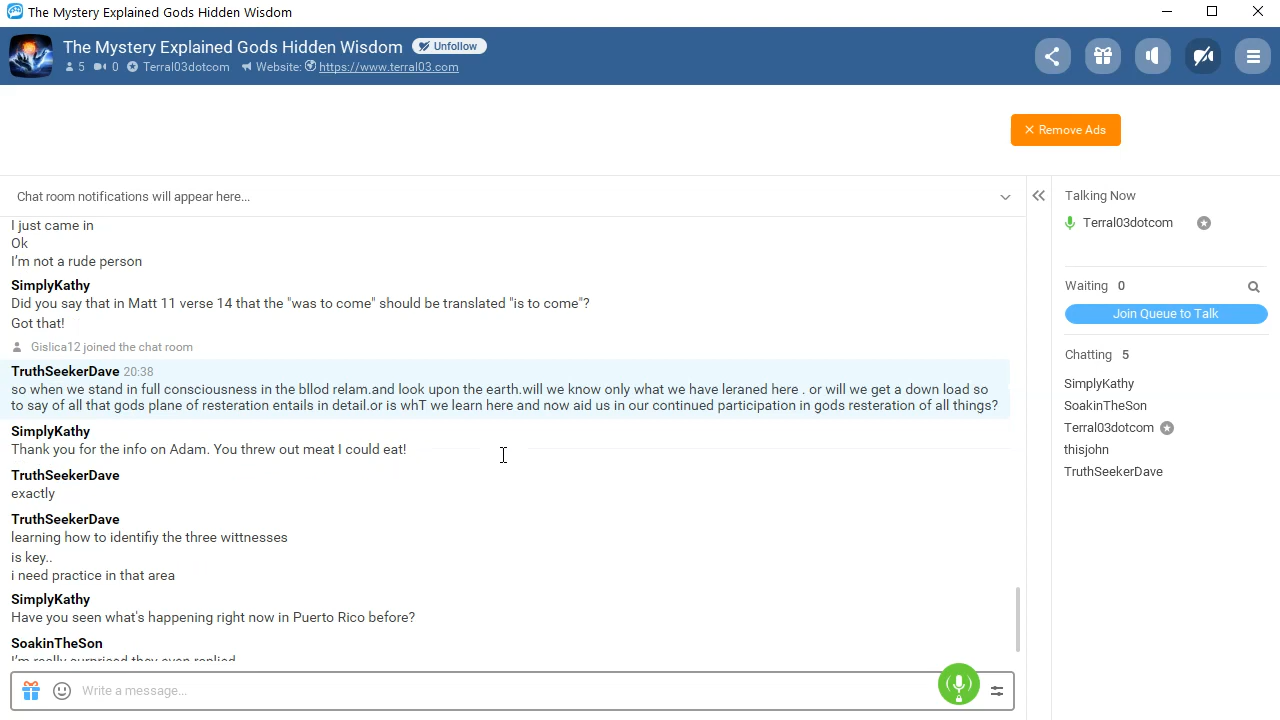 The Mystery Explained Gods Hidden Wisdom
The Mystery Explained Gods Hidden Wisdom Unfollow
5 0 Terral03dotcom Website: https://www.terral03.com
Remove Ads
Chat room notifications will appear here...
I just came in
Ok
I'm not a rude person
SimplyKathy
Did you say that in Matt 11 verse 14 that the "was to come" should be translated "is to come"?
Got that!
Gislica12 joined the chat room
TruthSeekerDave 20:38
so when we stand in full consciousness in the bllod relam.and look upon the earth.will we know only what we have leraned here . or will we get a down load so
to say of all that gods plane of resteration entails in detail.or is whT we learn here and now aid us in our continued participation in gods resteration of all things?
SimplyKathy
Thank you for the info on Adam. You threw out meat I could eat!
TruthSeekerDave
exactly
TruthSeekerDave
learning how to identifiy the three wittnesses
is key..
i need practice in that area
SimplyKathy
Have you seen what's happening right now in Puerto Rico before?
SoakinTheSon
I'm really surprised they even replied
Write a message...
Talking Now
Terral03dotcom
Waiting 0
Join Queue to Talk
Chatting 5
SimplyKathy
SoakinTheSon
Terral03dotcom
thisjohn
TruthSeekerDave